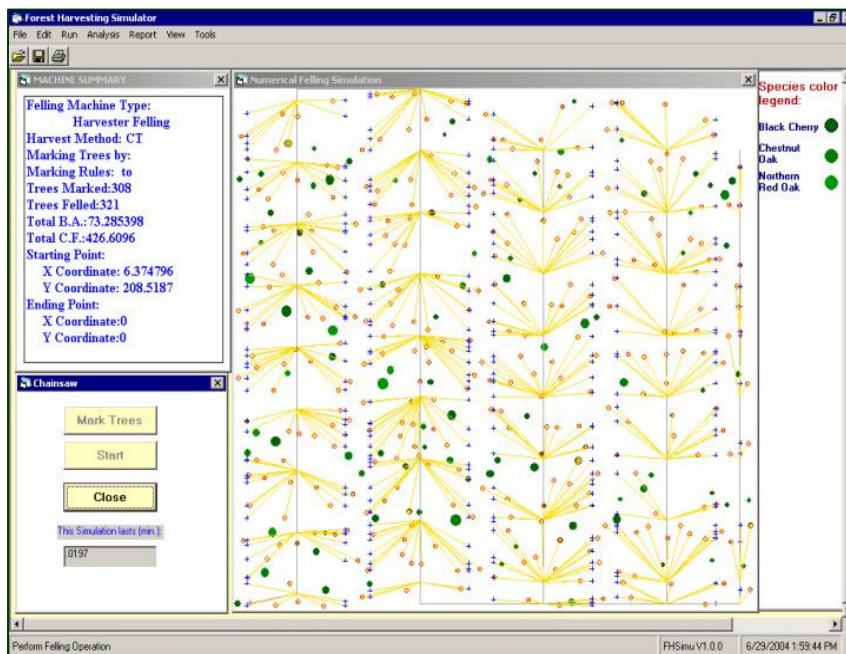 Forest Harvesting Simulator
File Edit Run Analysis Report View Tools
MACHINE SUMMARY
Felling Machine Type:
Harvester Felling
Harvest Method: CT
Marking Trees by:
Marking Rules: to
Trees Marked:308
Trees Felled:321
Total B.A.:73.285398
Total C.F.:426.6096
Starting Point:
X Coordinate: 6.374796
Y Coordinate: 208.5187
Ending Point:
X Coordinate:0
Y Coordinate:0
Chainsaw
Mark Trees
Start
Close
This Simulation lasts (min.):
.0197
Numerical Felling Simulation
Species color
legend:
Black Cherry
Chestnut
Oak
Northern
Red Oak
Perform Felling Operation
FHSimu V1.0.0
6/29/2004 1:59:44 PM